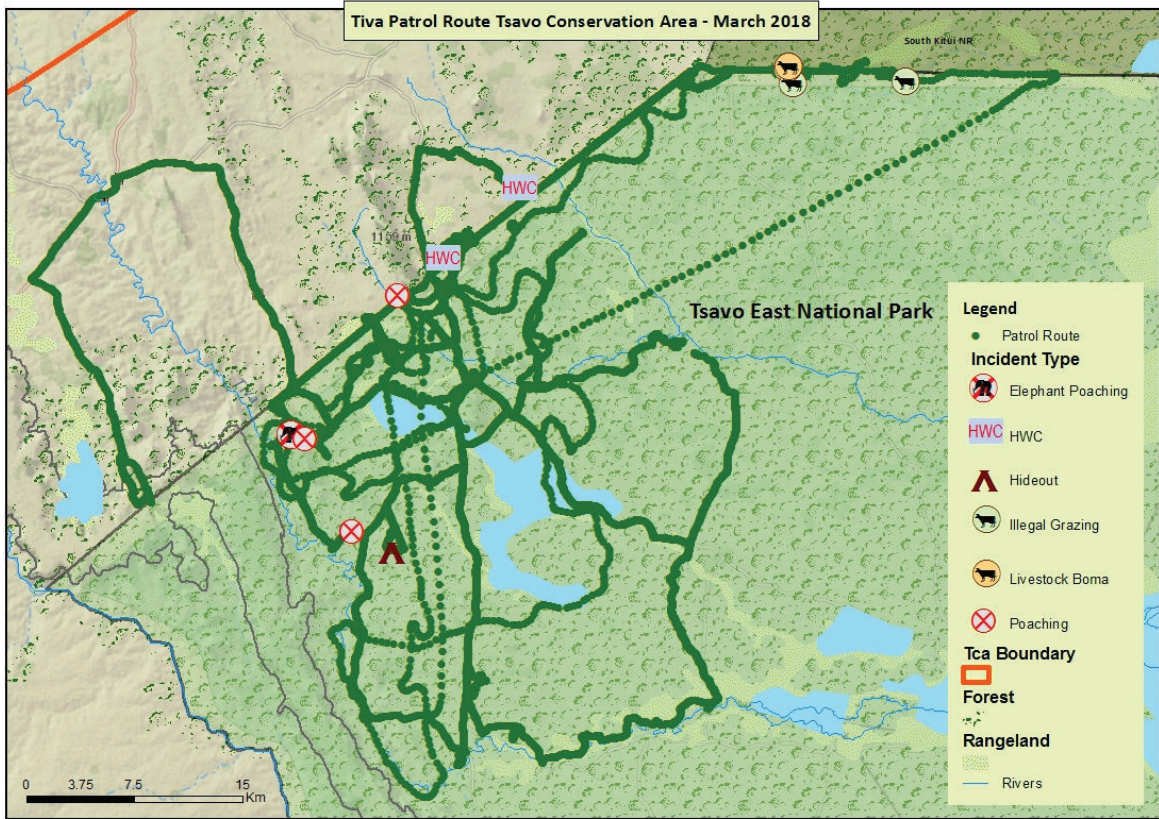 Tiva Patrol Route Tsavo Conservation Area - March 2018
South Kitui NR
HWC
1159 m
HWC
Tsavo East National Park
Legend
Patrol Route
Incident Type
Elephant Poaching
HWC HWC
Hideout
Illegal Grazing
Livestock Boma
Poaching
Tca Boundary
Forest
Rangeland
Rivers
0 3.75 7.5 15
Km